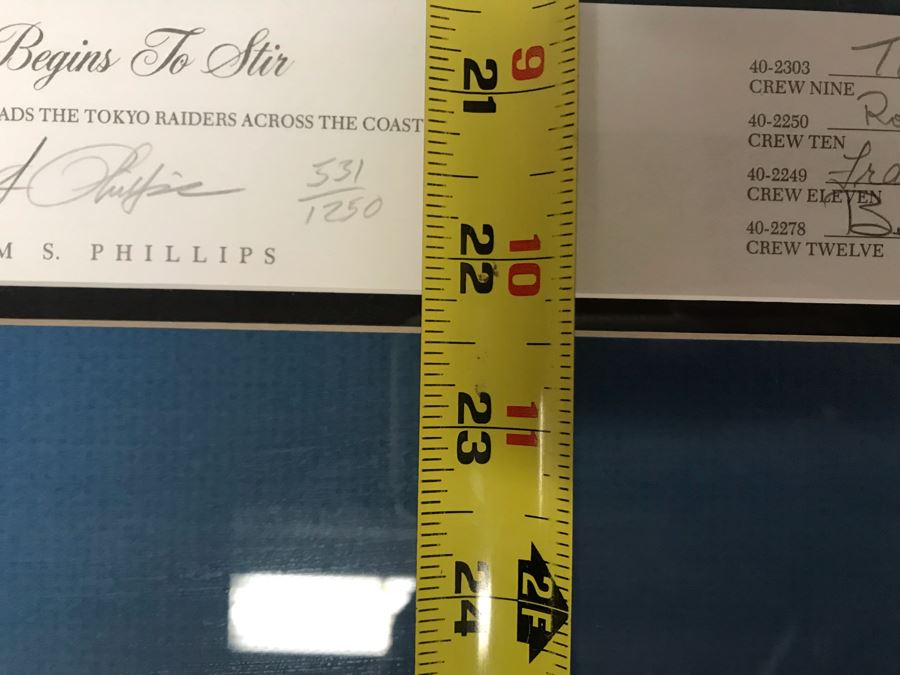 Begins To Stir
ADS THE TOKYO RAIDERS ACROSS THE COAST
Phillips
531
1250
M S. PHILLIPS
9
21
10
22
11
23
2F
24
40-2303
CREW NINE
40-2250
CREW TEN
40-2249
CREW ELEVEN
40-2278
CREW TWELVE